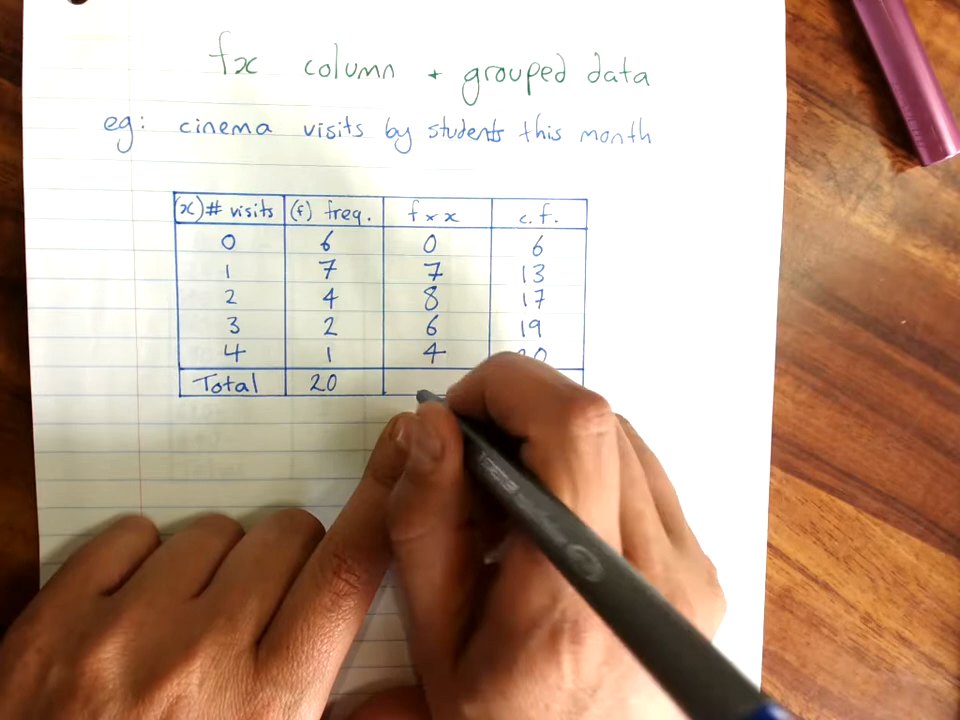 fx column + grouped data
eg: cinema visits by students this month
(x) # visits (f) freq. f × x c.f.
0 6 0 6
1 7 7 13
2 4 8 17
3 2 6 19
4 1 4
Total 20